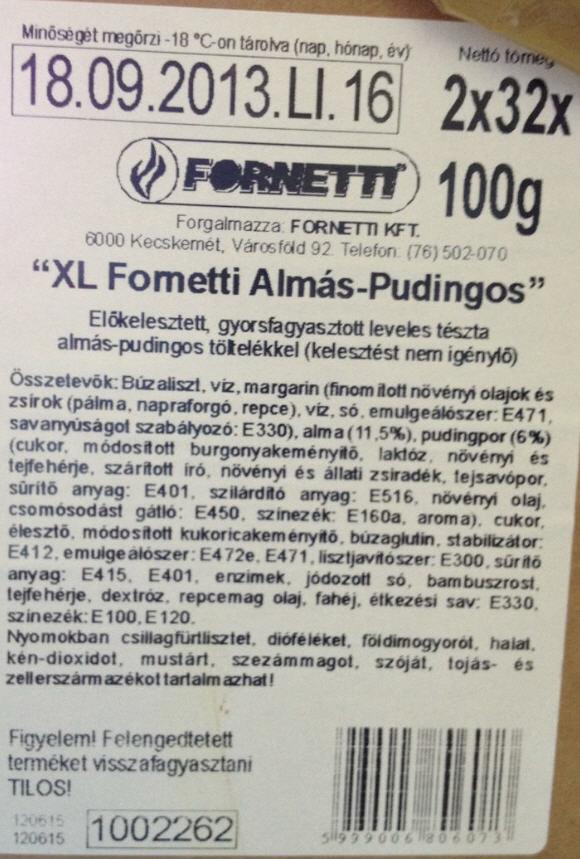 Minőségét megőrzi -18 °C-on tárolva (nap, hónap, év)
Nettó tömeg
18.09.2013.LI.16
2x32x
100g
FORNETTI
Forgalmazza: FORNETTI KFT.
6000 Kecskemét, Városföld 92. Telefon: (76) 502-070
“XL Fornetti Almás-Pudingos”
Előkelesztett, gyorsfagyasztott leveles tészta
almás-pudingos töltelékkel (kelesztést nem igénylő)
Összetevők: Búzaliszt, víz, margarin (finomított növényi olajok és
zsírok (pálma, napraforgó, repce), víz, só, emulgeálószer: E471,
savanyúságot szabályozó: E330), alma (11,5%), pudingpor (6%)
(cukor, módosított burgonyakeményítő, laktóz, növényi és
tejfehérje, szárított író, növényi és állati zsiradék, tejsavópor,
sűrítő anyag: E401, szilárdító anyag: E516, növényi olaj,
csomósodást gátló: E450, színezék: E160a, aroma), cukor,
élesztő, módosított kukoricakeményítő, búzaglutin, stabilizátor:
E412, emulgeálószer: E472e, E471, lisztjavítószer: E300, sűrítő
anyag: E415, E401, enzimek, jódozott só, bambuszrost,
tejfehérje, dextróz, repcemag olaj, fahéj, étkezési sav: E330,
színezék: E100, E120.
Nyomokban csillagfürtlisztet, dióféléket, földimogyorót, halat,
kén-dioxidot, mustárt, szezámmagot, szóját, tojás- és
zellerszármazékot tartalmazhat!
Figyelem! Felengedtetett
terméket visszafagyasztani
TILOS!
120615
120615
1002262
5 999006 806073